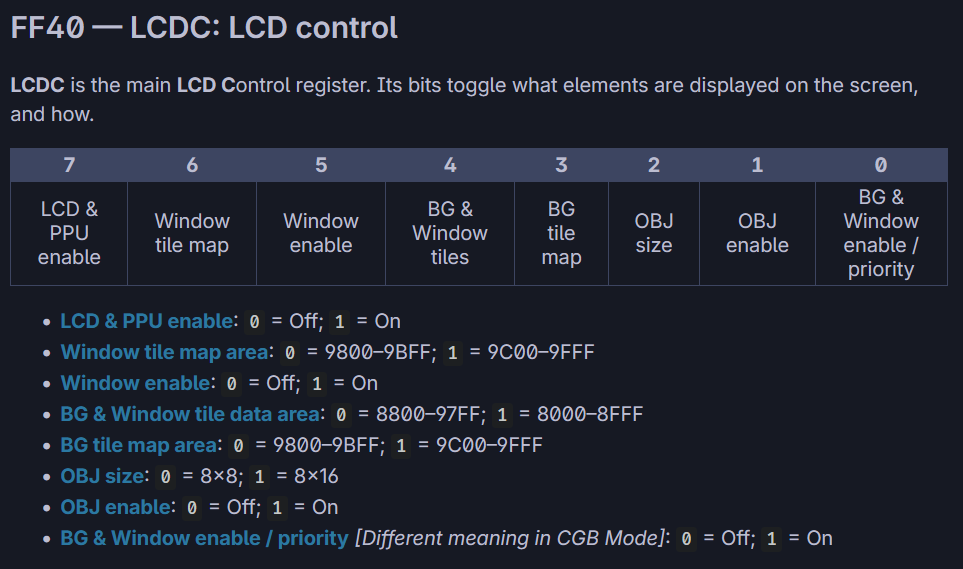 FF40 — LCDC: LCD control
LCDC is the main LCD Control register. Its bits toggle what elements are displayed on the screen,
and how.
7 6 5 4 3 2 1 0
LCD & PPU enable
Window tile map
Window enable
BG & Window tiles
BG tile map
OBJ size
OBJ enable
BG & Window enable / priority
• LCD & PPU enable: 0 = Off; 1 = On
• Window tile map area: 0 = 9800–9BFF; 1 = 9C00–9FFF
• Window enable: 0 = Off; 1 = On
• BG & Window tile data area: 0 = 8800–97FF; 1 = 8000–8FFF
• BG tile map area: 0 = 9800–9BFF; 1 = 9C00–9FFF
• OBJ size: 0 = 8×8; 1 = 8×16
• OBJ enable: 0 = Off; 1 = On
• BG & Window enable / priority [Different meaning in CGB Mode]: 0 = Off; 1 = On